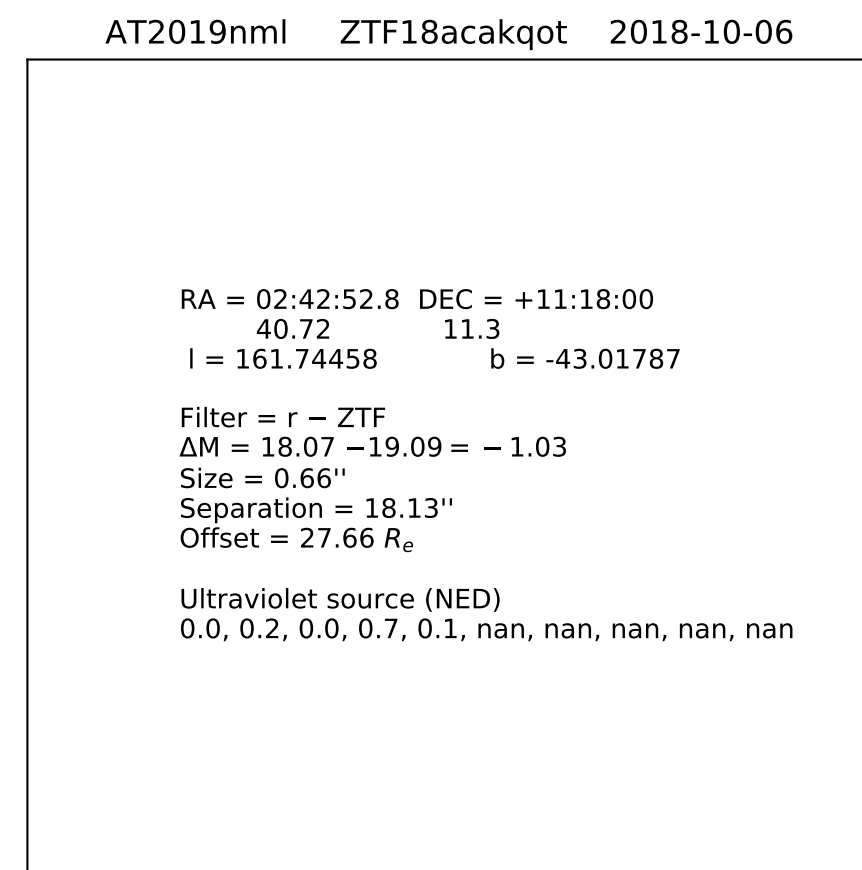 AT2019nml ZTF18acakqot 2018-10-06
RA = 02:42:52.8 DEC = +11:18:00
40.72 11.3
l = 161.74458 b = -43.01787
Filter = r − ZTF
ΔM = 18.07 −19.09 = − 1.03
Size = 0.66''
Separation = 18.13''
Offset = 27.66 Rₑ
Ultraviolet source (NED)
0.0, 0.2, 0.0, 0.7, 0.1, nan, nan, nan, nan, nan